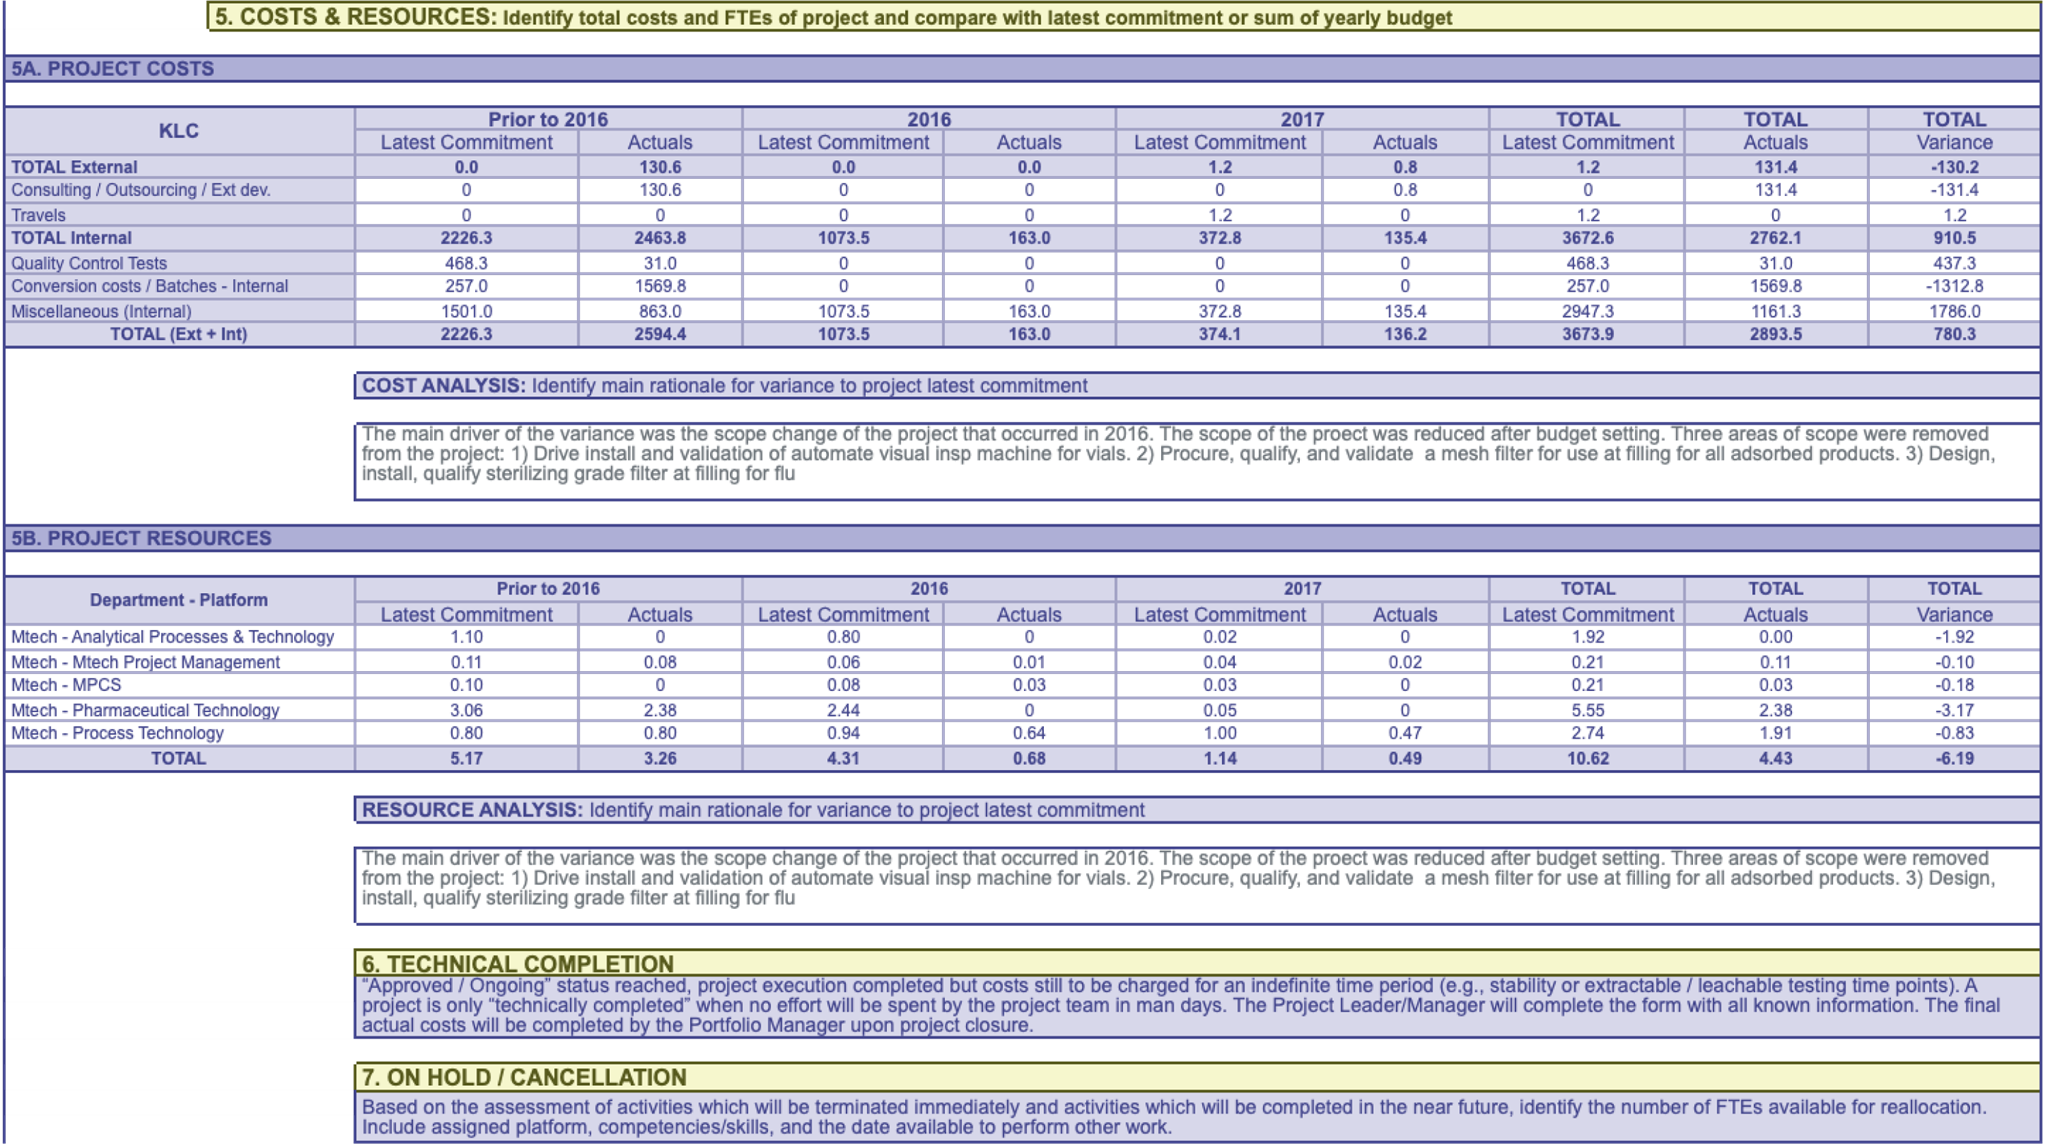 5. COSTS & RESOURCES: Identify total costs and FTEs of project and compare with latest commitment or sum of yearly budget
5A. PROJECT COSTS
KLC Prior to 2016 2016 2017 TOTAL TOTAL TOTAL
Latest Commitment Actuals Latest Commitment Actuals Latest Commitment Actuals Latest Commitment Actuals Variance
TOTAL External 0.0 130.6 0.0 0.0 1.2 0.8 1.2 131.4 -130.2
Consulting / Outsourcing / Ext dev. 0 130.6 0 0 0 0.8 0 131.4 -131.4
Travels 0 0 0 0 1.2 0 1.2 0 1.2
TOTAL Internal 2226.3 2463.8 1073.5 163.0 372.8 135.4 3672.6 2762.1 910.5
Quality Control Tests 468.3 31.0 0 0 0 0 468.3 31.0 437.3
Conversion costs / Batches - Internal 257.0 1569.8 0 0 0 0 257.0 1569.8 -1312.8
Miscellaneous (Internal) 1501.0 863.0 1073.5 163.0 372.8 135.4 2947.3 1161.3 1786.0
TOTAL (Ext + Int) 2226.3 2594.4 1073.5 163.0 374.1 136.2 3673.9 2893.5 780.3
COST ANALYSIS: Identify main rationale for variance to project latest commitment
The main driver of the variance was the scope change of the project that occurred in 2016. The scope of the proect was reduced after budget setting. Three areas of scope were removed
from the project: 1) Drive install and validation of automate visual insp machine for vials. 2) Procure, qualify, and validate a mesh filter for use at filling for all adsorbed products. 3) Design,
install, qualify sterilizing grade filter at filling for flu
5B. PROJECT RESOURCES
Department - Platform Prior to 2016 2016 2017 TOTAL TOTAL TOTAL
Latest Commitment Actuals Latest Commitment Actuals Latest Commitment Actuals Latest Commitment Actuals Variance
Mtech - Analytical Processes & Technology 1.10 0 0.80 0 0.02 0 1.92 0.00 -1.92
Mtech - Mtech Project Management 0.11 0.08 0.06 0.01 0.04 0.02 0.21 0.11 -0.10
Mtech - MPCS 0.10 0 0.08 0.03 0.03 0 0.21 0.03 -0.18
Mtech - Pharmaceutical Technology 3.06 2.38 2.44 0 0.05 0 5.55 2.38 -3.17
Mtech - Process Technology 0.80 0.80 0.94 0.64 1.00 0.47 2.74 1.91 -0.83
TOTAL 5.17 3.26 4.31 0.68 1.14 0.49 10.62 4.43 -6.19
RESOURCE ANALYSIS: Identify main rationale for variance to project latest commitment
The main driver of the variance was the scope change of the project that occurred in 2016. The scope of the proect was reduced after budget setting. Three areas of scope were removed
from the project: 1) Drive install and validation of automate visual insp machine for vials. 2) Procure, qualify, and validate a mesh filter for use at filling for all adsorbed products. 3) Design,
install, qualify sterilizing grade filter at filling for flu
6. TECHNICAL COMPLETION
“Approved / Ongoing” status reached, project execution completed but costs still to be charged for an indefinite time period (e.g., stability or extractable / leachable testing time points). A
project is only “technically completed” when no effort will be spent by the project team in man days. The Project Leader/Manager will complete the form with all known information. The final
actual costs will be completed by the Portfolio Manager upon project closure.
7. ON HOLD / CANCELLATION
Based on the assessment of activities which will be terminated immediately and activities which will be completed in the near future, identify the number of FTEs available for reallocation.
Include assigned platform, competencies/skills, and the date available to perform other work.